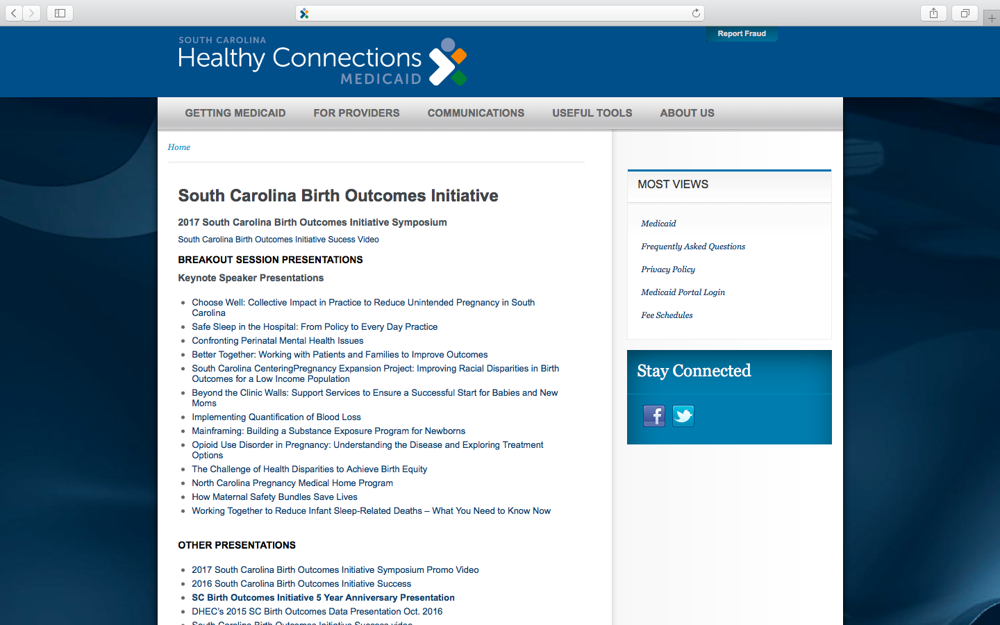 Report Fraud
SOUTH CAROLINA
Healthy Connections
MEDICAID
GETTING MEDICAID
FOR PROVIDERS
COMMUNICATIONS
USEFUL TOOLS
ABOUT US
Home
South Carolina Birth Outcomes Initiative
2017 South Carolina Birth Outcomes Initiative Symposium
South Carolina Birth Outcomes Initiative Sucess Video
BREAKOUT SESSION PRESENTATIONS
Keynote Speaker Presentations
Choose Well: Collective Impact in Practice to Reduce Unintended Pregnancy in South
Carolina
Safe Sleep in the Hospital: From Policy to Every Day Practice
Confronting Perinatal Mental Health Issues
Better Together: Working with Patients and Families to Improve Outcomes
South Carolina CenteringPregnancy Expansion Project: Improving Racial Disparities in Birth
Outcomes for a Low Income Population
Beyond the Clinic Walls: Support Services to Ensure a Successful Start for Babies and New
Moms
Implementing Quantification of Blood Loss
Mainframing: Building a Substance Exposure Program for Newborns
Opioid Use Disorder in Pregnancy: Understanding the Disease and Exploring Treatment
Options
The Challenge of Health Disparities to Achieve Birth Equity
North Carolina Pregnancy Medical Home Program
How Maternal Safety Bundles Save Lives
Working Together to Reduce Infant Sleep-Related Deaths – What You Need to Know Now
OTHER PRESENTATIONS
2017 South Carolina Birth Outcomes Initiative Symposium Promo Video
2016 South Carolina Birth Outcomes Initiative Success
SC Birth Outcomes Initiative 5 Year Anniversary Presentation
DHEC's 2015 SC Birth Outcomes Data Presentation Oct. 2016
South Carolina Birth Outcomes Initiative Success video
MOST VIEWS
Medicaid
Frequently Asked Questions
Privacy Policy
Medicaid Portal Login
Fee Schedules
Stay Connected